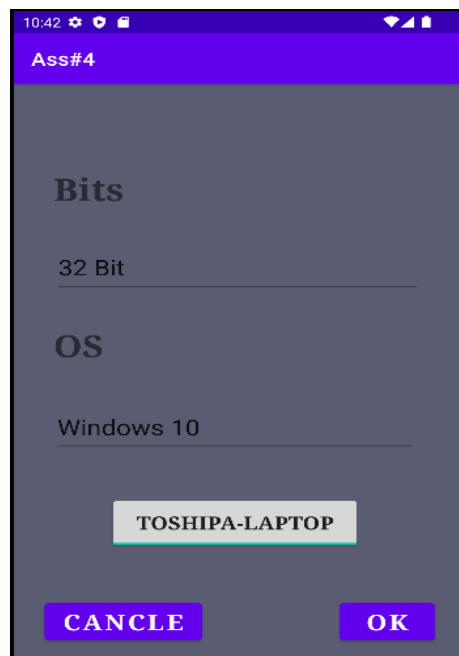 10:42
Ass#4
Bits
32 Bit
OS
Windows 10
TOSHIPA-LAPTOP
CANCLE
OK